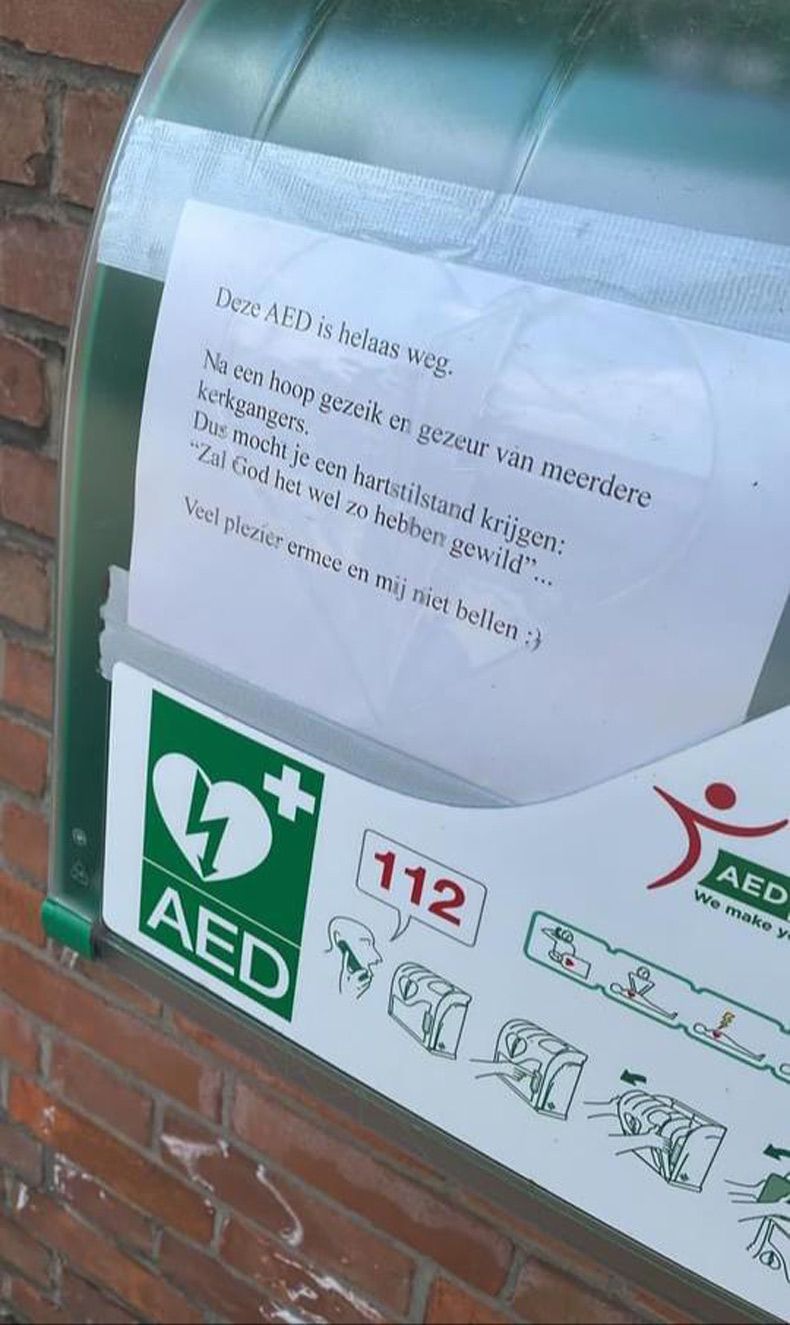 Deze AED is helaas weg.
Na een hoop gezeik en gezeur van meerdere
kerkgangers.
Dus mocht je een hartstilstand krijgen:
“Zal God het wel zo hebben gewild”...
Veel plezier ermee en mij niet bellen :)
112
AED
AED
We make